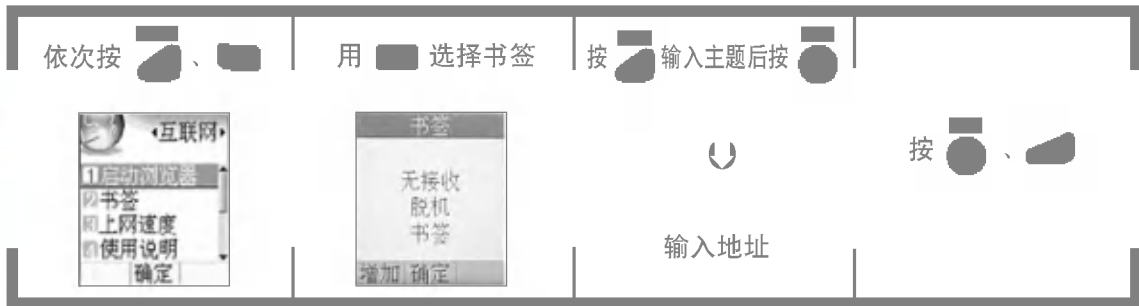 依次按 、
用 选择书签
按 输入主题后按
按 、
输入地址
互联网
1启动浏览器
书签
上网速度
使用说明
确定
书签
无接收
脱机
书签
增加 确定